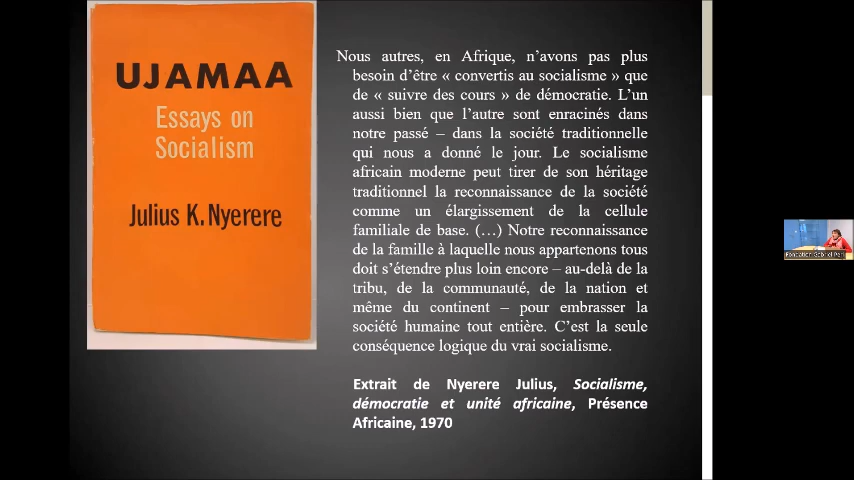 UJAMAA
Essays on
Socialism
Julius K. Nyerere
Nous autres, en Afrique, n'avons pas plus
besoin d'être « convertis au socialisme » que
de « suivre des cours » de démocratie. L'un
aussi bien que l'autre sont enracinés dans
notre passé – dans la société traditionnelle
qui nous a donné le jour. Le socialisme
africain moderne peut tirer de son héritage
traditionnel la reconnaissance de la société
comme un élargissement de la cellule
familiale de base. (…) Notre reconnaissance
de la famille à laquelle nous appartenons tous
doit s'étendre plus loin encore – au-delà de la
tribu, de la communauté, de la nation et
même du continent – pour embrasser la
société humaine tout entière. C'est la seule
conséquence logique du vrai socialisme.
Extrait de Nyerere Julius, Socialisme,
démocratie et unité africaine, Présence
Africaine, 1970
Fondation Gabriel Péri